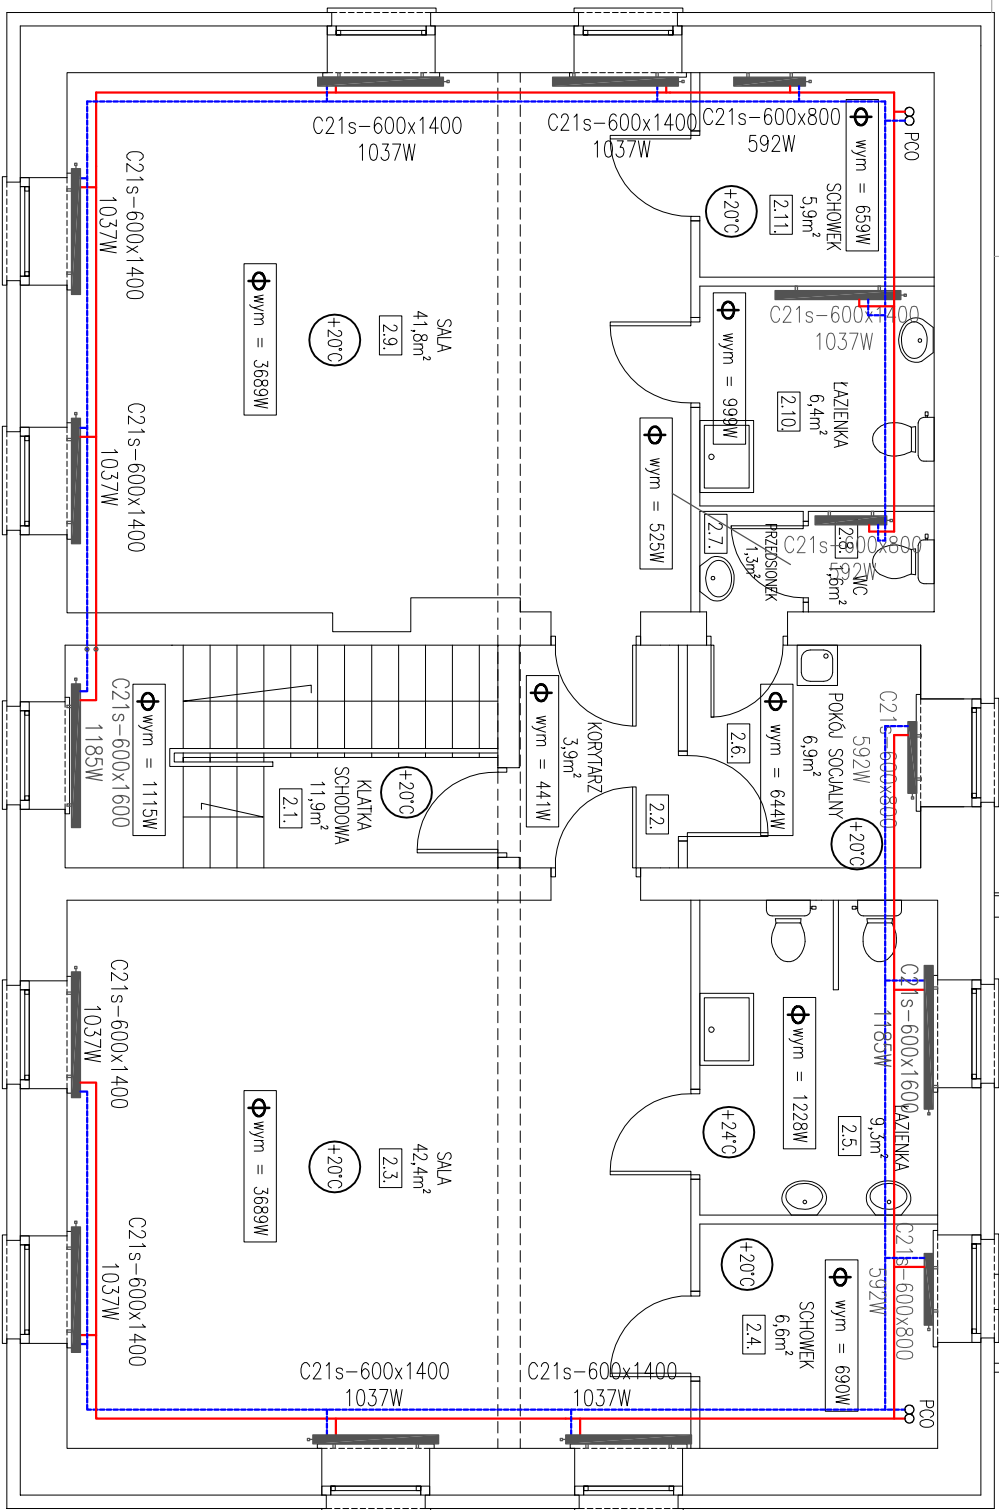 C21s-600x1400
1037W
C21s-600x1400
1037W
C21s-600x800
592W
PCO
Φ wym = 659W
SCHOWEK
5,9m²
2.11.
+20°C
C21s-600x1400
1037W
C21s-600x1400
1037W
Φ wym = 3689W
SALA
41,8m²
2.9.
+20°C
C21s-600x1400
1037W
Φ wym = 999W
ŁAZIENKA
6,4m²
2.10
Φ wym = 525W
2.7.
PRZEDSIONEK
1,3m²
C21s-600x800
592W
2.8.
WC
1,6m²
C21s-600x1600
1185W
Φ wym = 1115W
KLATKA
SCHODOWA
11,9m²
2.1.
+20°C
Φ wym = 441W
KORYTARZ
3,9m²
2.2.
2.6.
Φ wym = 644W
POKÓJ SOCJALNY
6,9m²
+20°C
C21s-600x800
592W
C21s-600x1600
1185W
Φ wym = 1228W
ŁAZIENKA
9,3m²
2.5.
+24°C
C21s-600x1400
1037W
C21s-600x1400
1037W
Φ wym = 3689W
SALA
42,4m²
2.3.
+20°C
C21s-600x800
592W
Φ wym = 690W
SCHOWEK
6,6m²
2.4.
+20°C
C21s-600x1400
1037W
C21s-600x1400
1037W
PCO